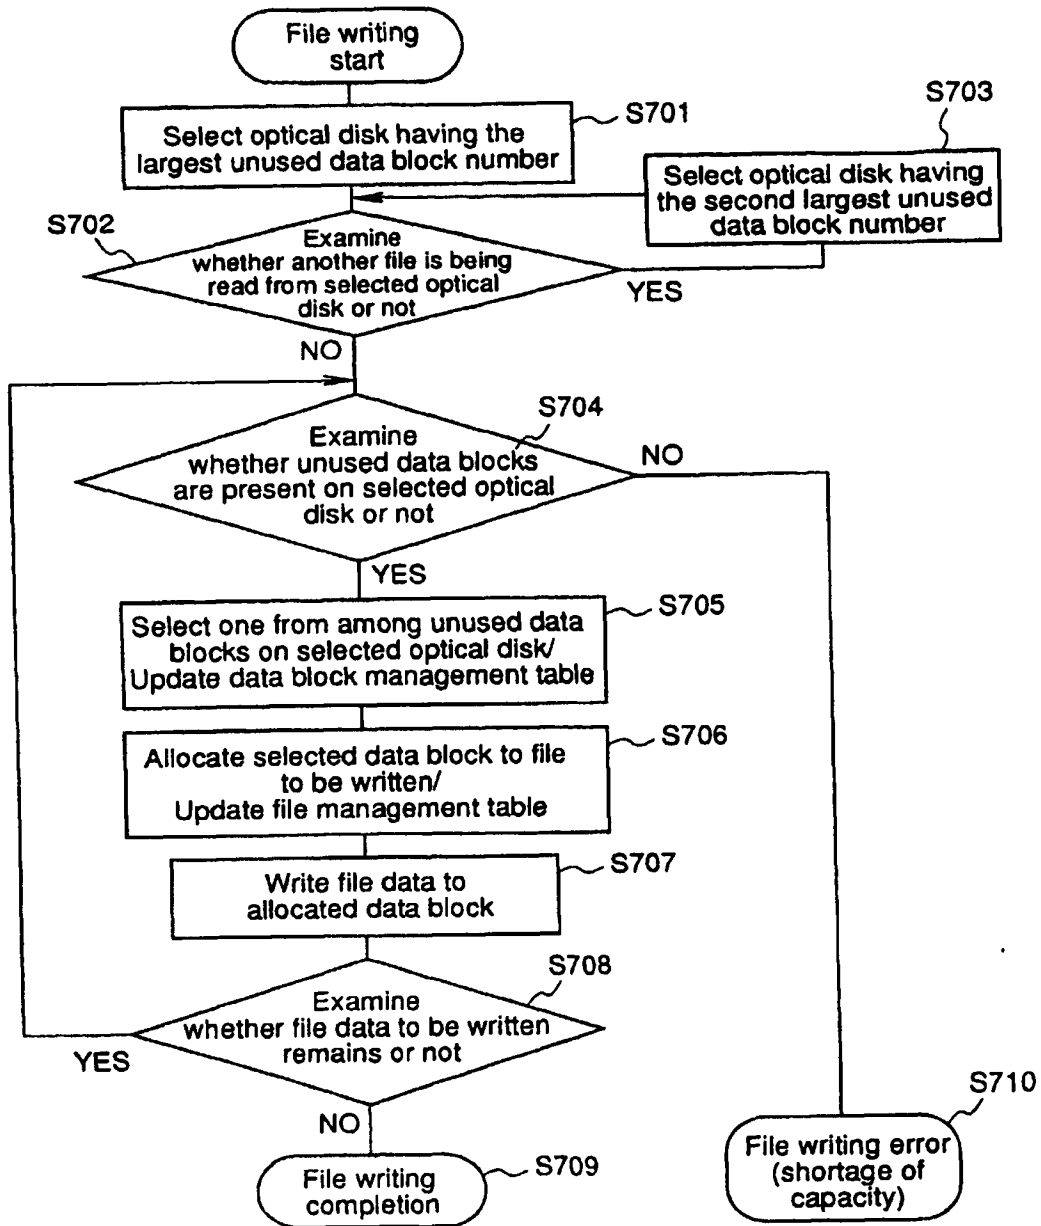 File writing
start
S701
Select optical disk having the
largest unused data block number
S703
Select optical disk having
the second largest unused
data block number
S702
Examine
whether another file is being
read from selected optical
disk or not
YES
NO
S704
Examine
whether unused data blocks
are present on selected optical
disk or not
NO
YES
S705
Select one from among unused data
blocks on selected optical disk/
Update data block management table
S706
Allocate selected data block to file
to be written/
Update file management table
S707
Write file data to
allocated data block
S708
Examine
whether file data to be written
remains or not
YES
NO
S709
File writing
completion
S710
File writing error
(shortage of
capacity)